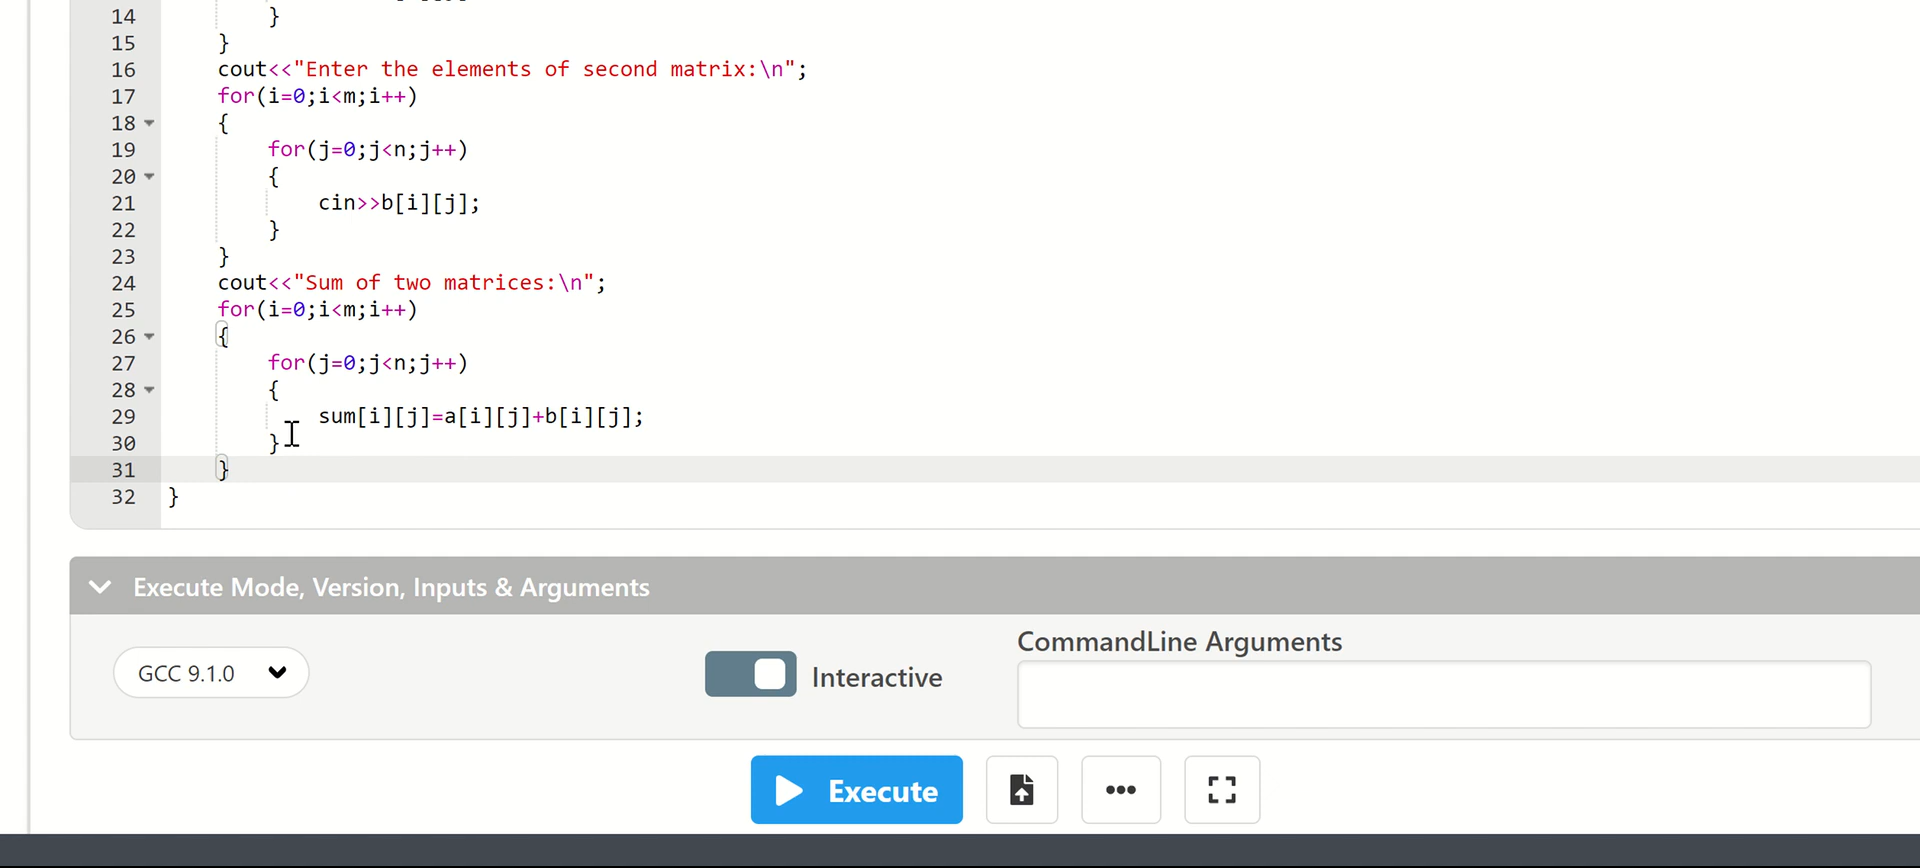 14 }
15 }
16 cout<<"Enter the elements of second matrix:\n";
17 for(i=0;i<m;i++)
18 {
19 for(j=0;j<n;j++)
20 {
21 cin>>b[i][j];
22 }
23 }
24 cout<<"Sum of two matrices:\n";
25 for(i=0;i<m;i++)
26 {
27 for(j=0;j<n;j++)
28 {
29 sum[i][j]=a[i][j]+b[i][j];
30 }
31 }
32 }
Execute Mode, Version, Inputs & Arguments
CommandLine Arguments
GCC 9.1.0
Interactive
Execute